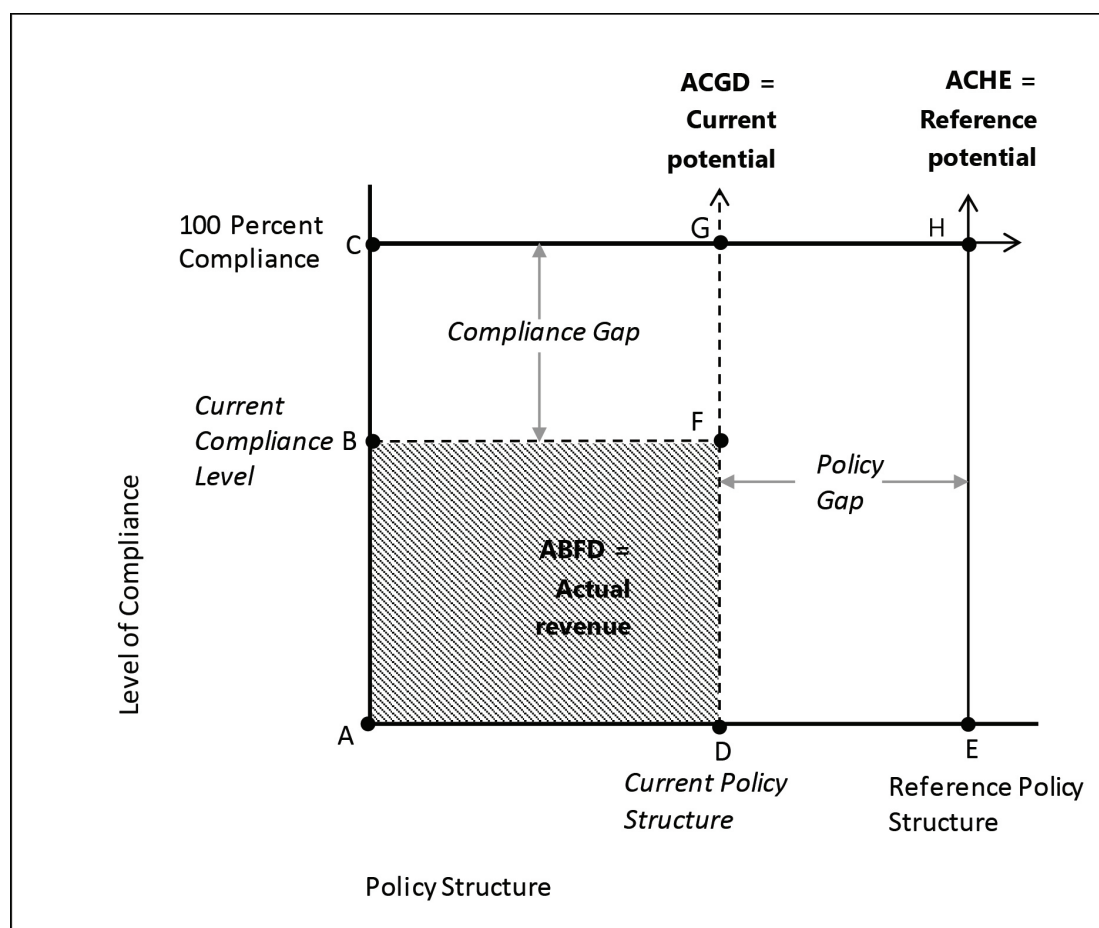 ACGD =
Current
potential
ACHE =
Reference
potential
100 Percent
Compliance
C
G
H
Compliance Gap
Current
Compliance
Level
B
F
Policy
Gap
ABFD =
Actual
revenue
Level of Compliance
A
D
E
Current Policy
Structure
Reference Policy
Structure
Policy Structure